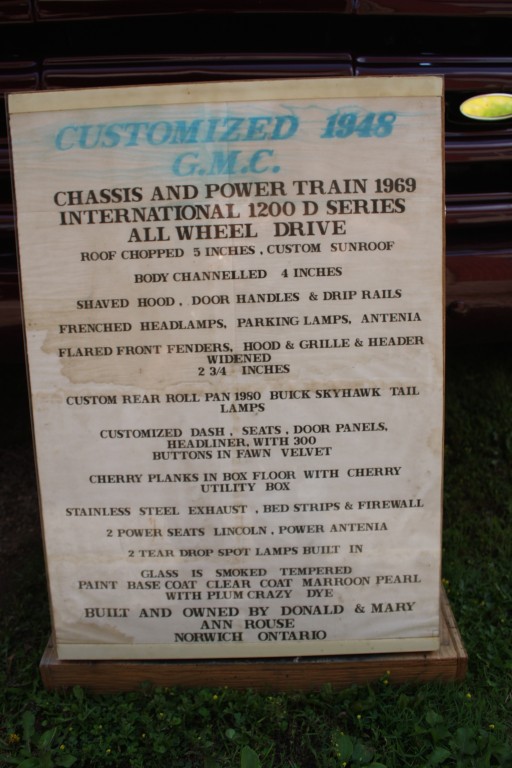 CUSTOMIZED 1948
G.M.C.
CHASSIS AND POWER TRAIN 1969
INTERNATIONAL 1200 D SERIES
ALL WHEEL DRIVE
ROOF CHOPPED 5 INCHES , CUSTOM SUNROOF
BODY CHANNELLED 4 INCHES
SHAVED HOOD , DOOR HANDLES & DRIP RAILS
FRENCHED HEADLAMPS, PARKING LAMPS, ANTENIA
FLARED FRONT FENDERS, HOOD & GRILLE & HEADER
WIDENED
2 3/4 INCHES
CUSTOM REAR ROLL PAN 1980 BUICK SKYHAWK TAIL
LAMPS
CUSTOMIZED DASH , SEATS , DOOR PANELS,
HEADLINER, WITH 300
BUTTONS IN FAWN VELVET
CHERRY PLANKS IN BOX FLOOR WITH CHERRY
UTILITY BOX
STAINLESS STEEL EXHAUST , BED STRIPS & FIREWALL
2 POWER SEATS LINCOLN , POWER ANTENIA
2 TEAR DROP SPOT LAMPS BUILT IN
GLASS IS SMOKED TEMPERED
PAINT BASE COAT CLEAR COAT MARROON PEARL
WITH PLUM CRAZY DYE
BUILT AND OWNED BY DONALD & MARY
ANN ROUSE
NORWICH ONTARIO